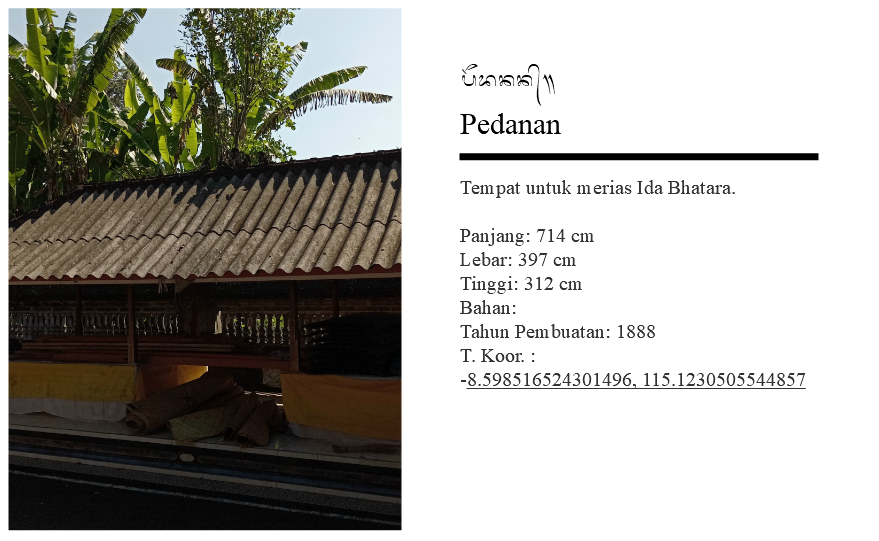 Pedanan
Tempat untuk merias Ida Bhatara.
Panjang: 714 cm
Lebar: 397 cm
Tinggi: 312 cm
Bahan:
Tahun Pembuatan: 1888
T. Koor. :
-8.598516524301496, 115.1230505544857